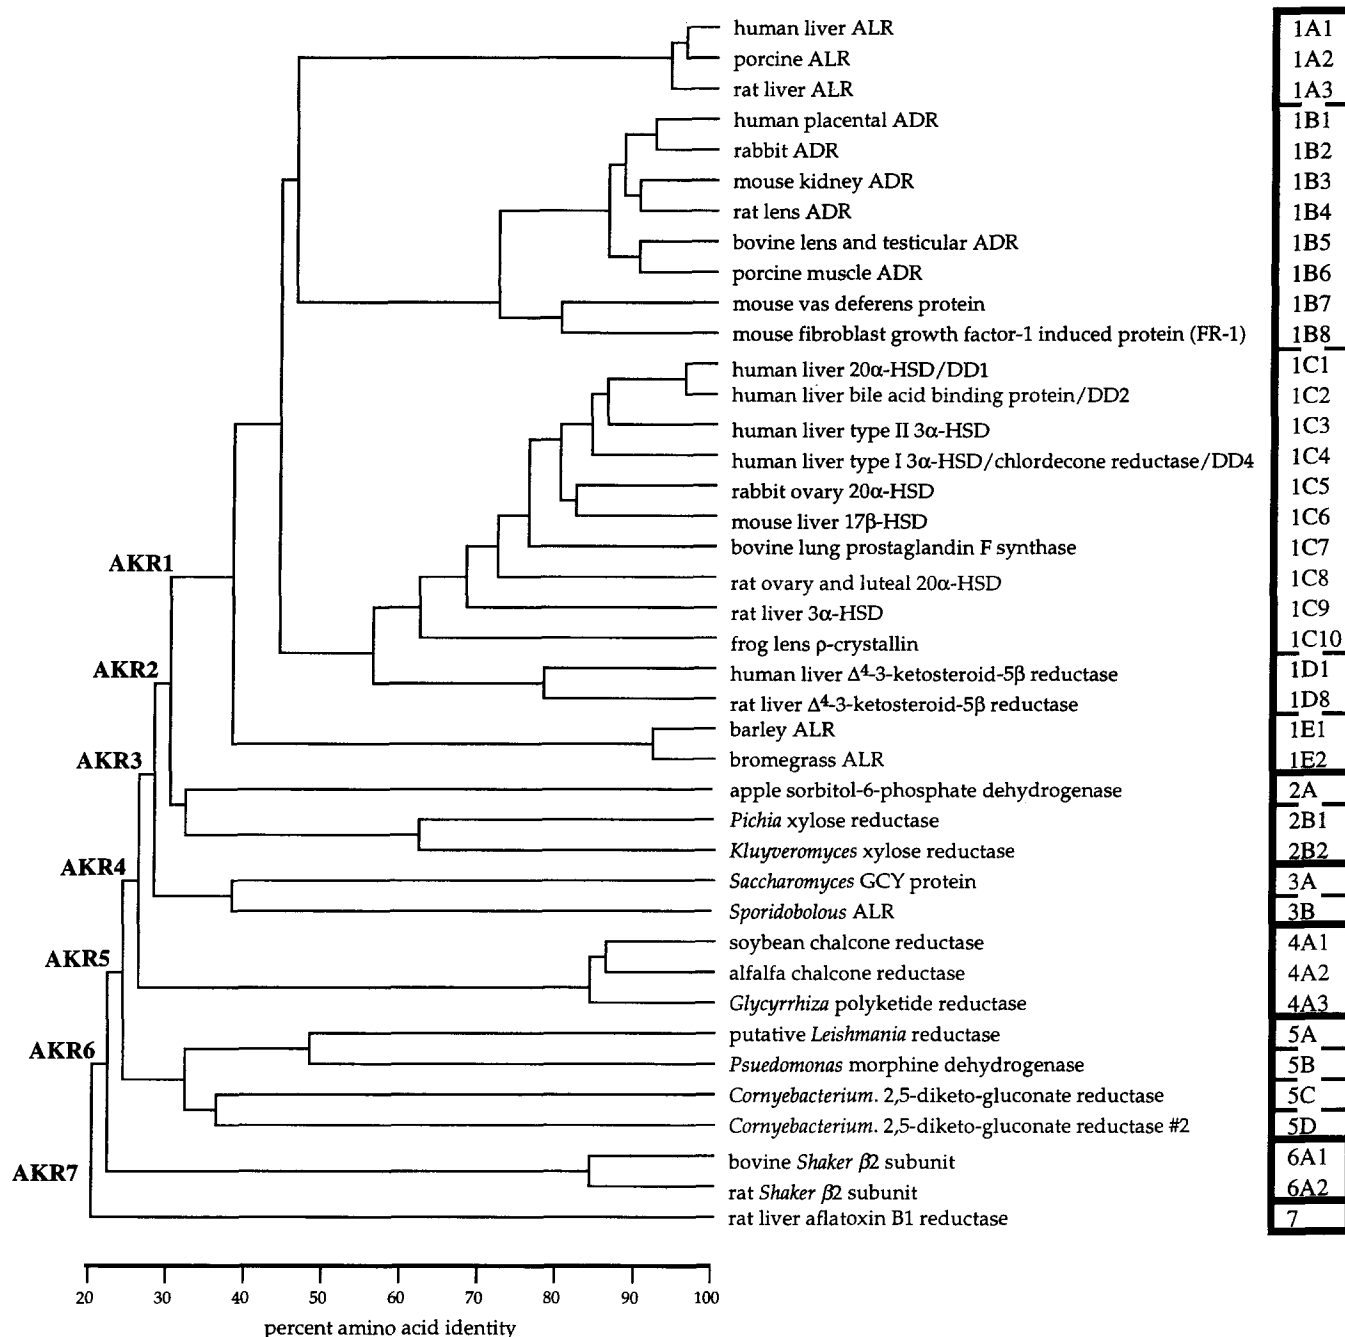 human liver ALR 1A1
porcine ALR 1A2
rat liver ALR 1A3
human placental ADR 1B1
rabbit ADR 1B2
mouse kidney ADR 1B3
rat lens ADR 1B4
bovine lens and testicular ADR 1B5
porcine muscle ADR 1B6
mouse vas deferens protein 1B7
mouse fibroblast growth factor-1 induced protein (FR-1) 1B8
human liver 20α-HSD/DD1 1C1
human liver bile acid binding protein/DD2 1C2
human liver type II 3α-HSD 1C3
human liver type I 3α-HSD/chlordecone reductase/DD4 1C4
rabbit ovary 20α-HSD 1C5
mouse liver 17β-HSD 1C6
bovine lung prostaglandin F synthase 1C7
AKR1
rat ovary and luteal 20α-HSD 1C8
rat liver 3α-HSD 1C9
frog lens ρ-crystallin 1C10
AKR2
human liver Δ⁴-3-ketosteroid-5β reductase 1D1
rat liver Δ⁴-3-ketosteroid-5β reductase 1D8
barley ALR 1E1
AKR3
bromegrass ALR 1E2
apple sorbitol-6-phosphate dehydrogenase 2A
Pichia xylose reductase 2B1
Kluyveromyces xylose reductase 2B2
AKR4
Saccharomyces GCY protein 3A
Sporidobolous ALR 3B
soybean chalcone reductase 4A1
AKR5
alfalfa chalcone reductase 4A2
Glycyrrhiza polyketide reductase 4A3
putative Leishmania reductase 5A
AKR6
Psuedomonas morphine dehydrogenase 5B
Cornyebacterium. 2,5-diketo-gluconate reductase 5C
Cornyebacterium. 2,5-diketo-gluconate reductase #2 5D
bovine Shaker β2 subunit 6A1
AKR7
rat Shaker β2 subunit 6A2
rat liver aflatoxin B1 reductase 7
20 30 40 50 60 70 80 90 100
percent amino acid identity